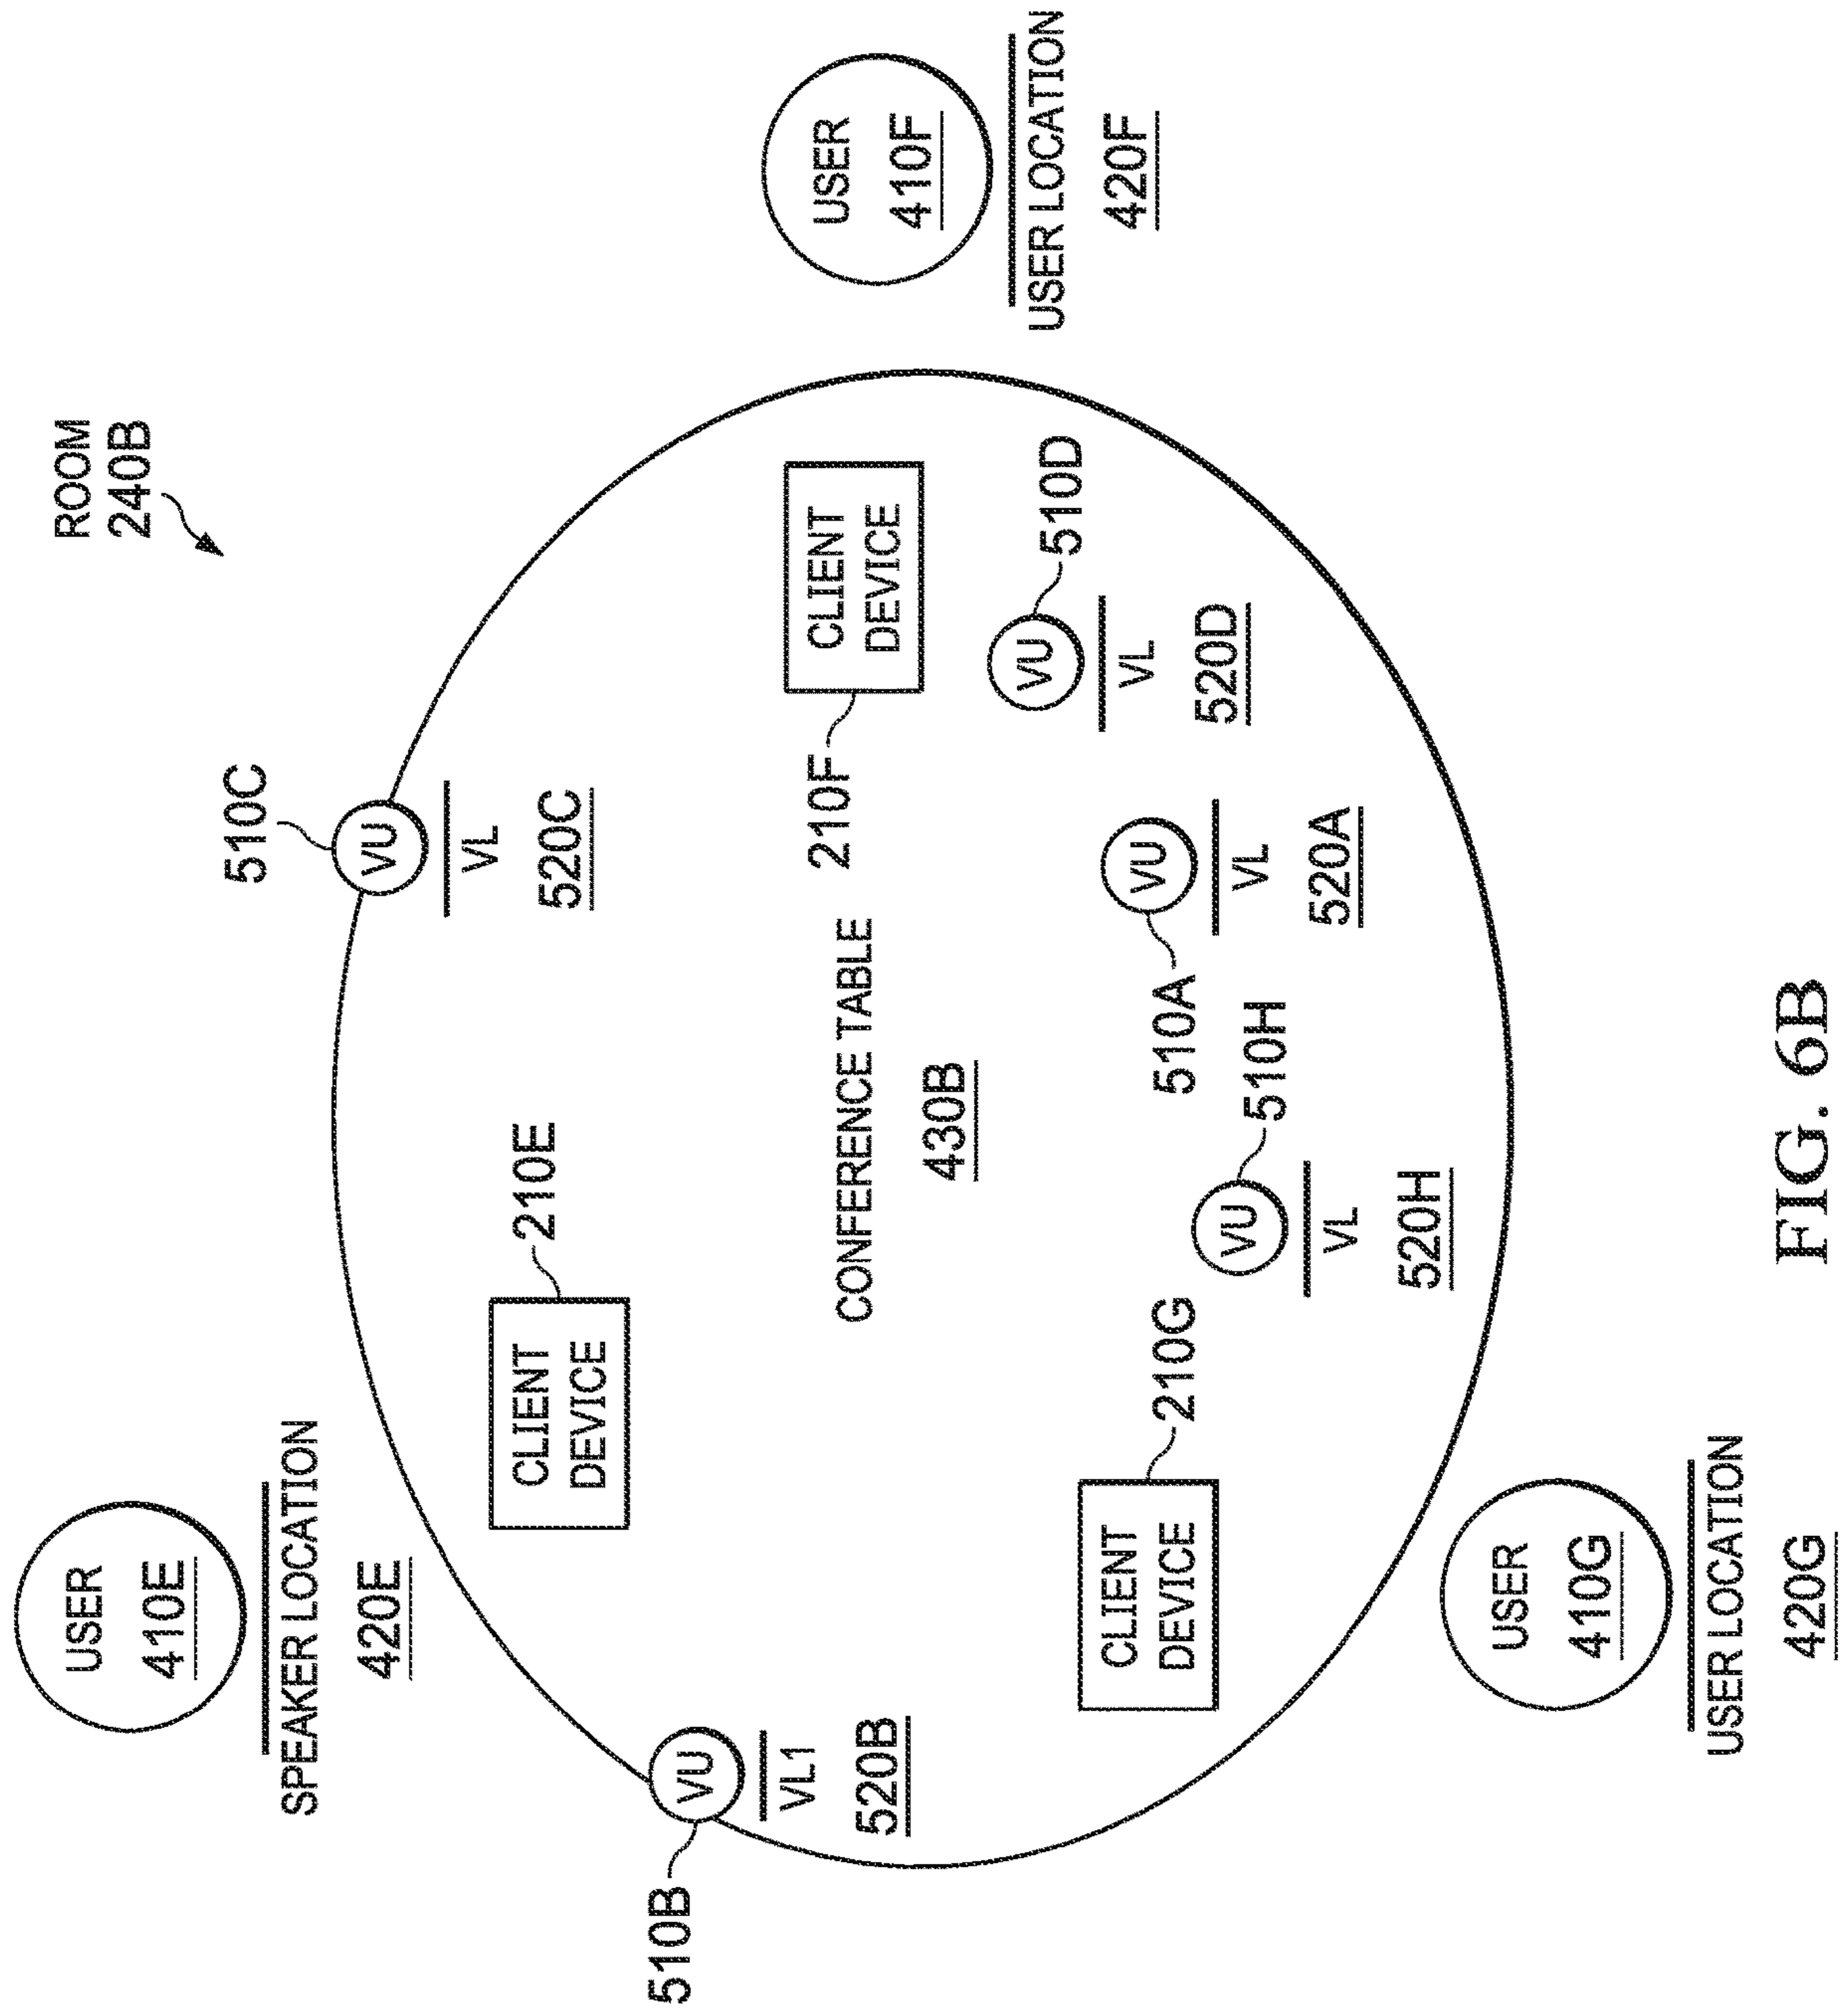 ROOM
240B
USER
410E
SPEAKER LOCATION
420E
510C
VU
VL
520C
210E
CLIENT
DEVICE
510B
VU
VL1
520B
CONFERENCE TABLE
430B
210F
CLIENT
DEVICE
USER
410F
USER LOCATION
420F
510D
VU
VL
520D
510A
VU
VL
520A
510H
VU
VL
520H
210G
CLIENT
DEVICE
USER
410G
USER LOCATION
420G
FIG. 6B